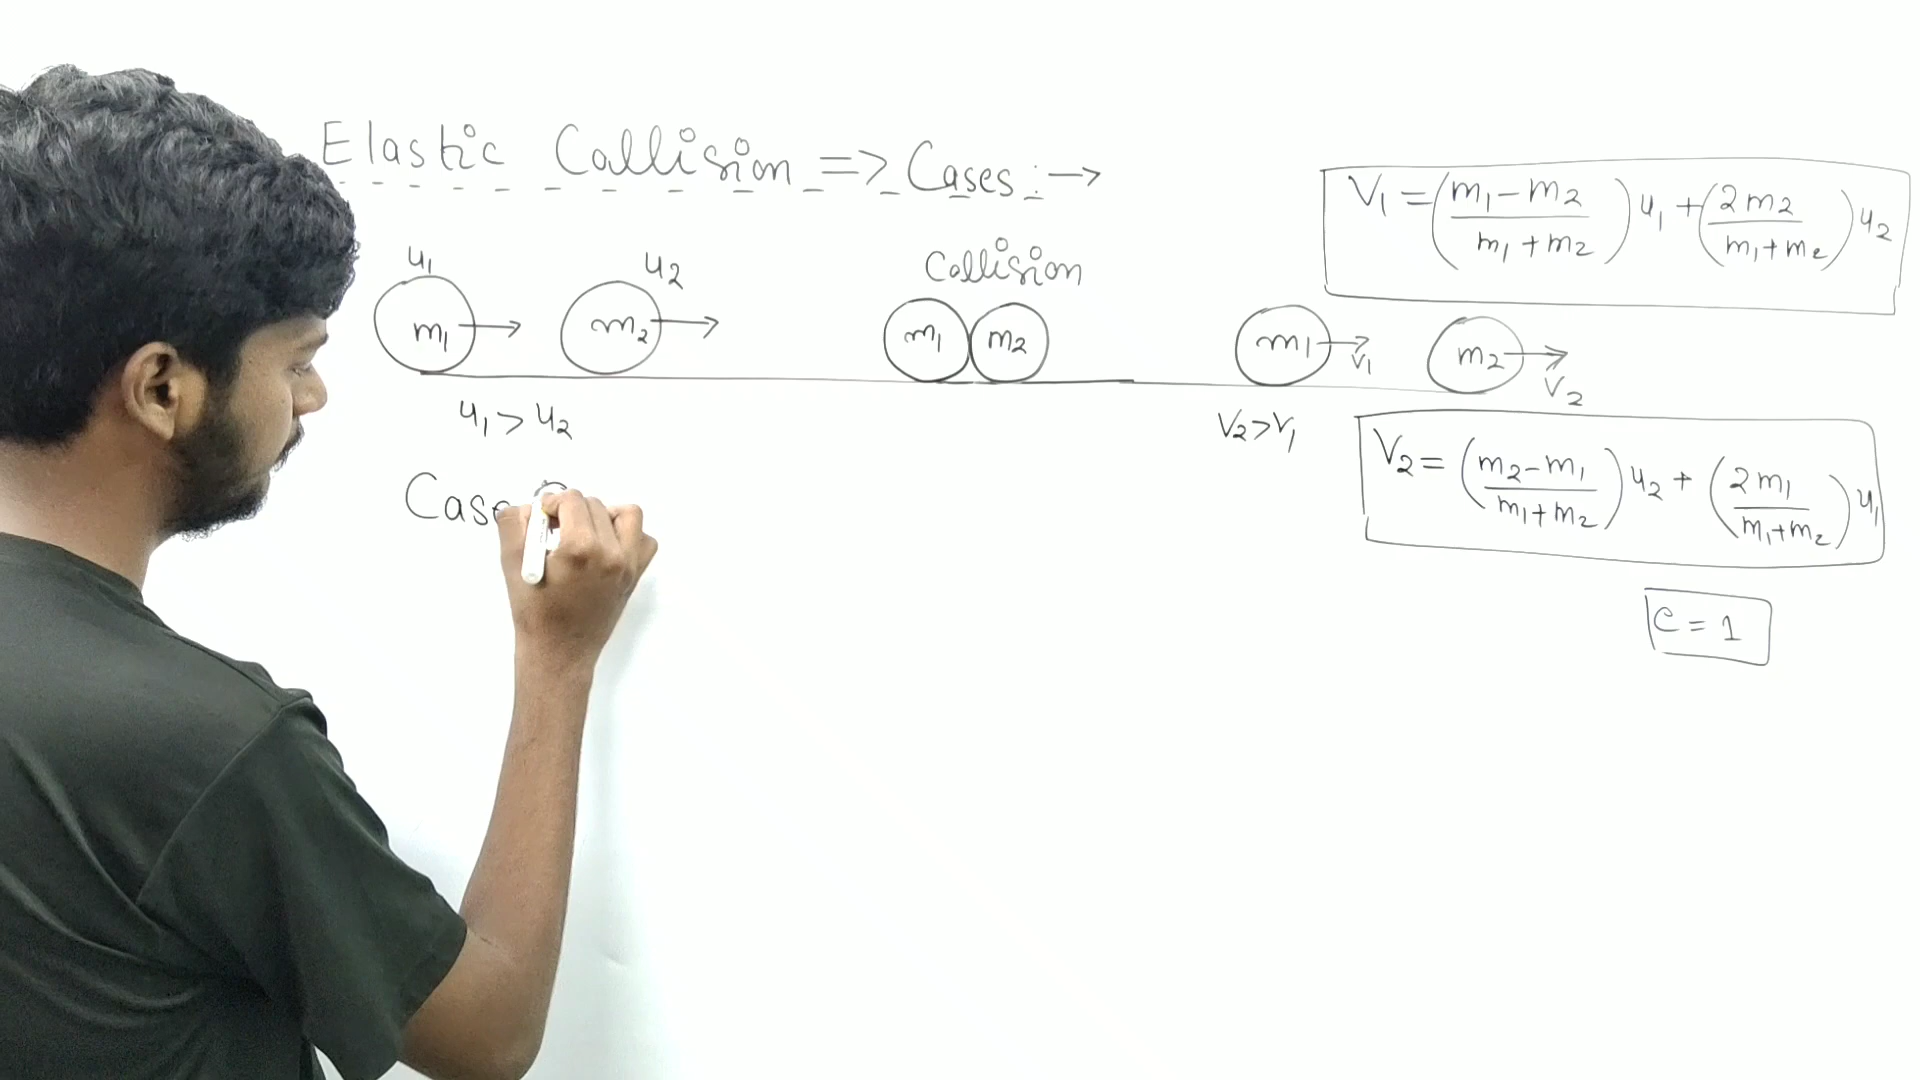 Elastic Collision => Cases :→
V₁ = (m₁ - m₂ / m₁ + m₂) u₁ + (2m₂ / m₁ + m₂) u₂
u₁
u₂
Collision
m₁
m₂
m₁
m₂
m₁
V₁
m₂
V₂
u₁ > u₂
V₂ > V₁
V₂ = (m₂ - m₁ / m₁ + m₂) u₂ + (2m₁ / m₁ + m₂) u₁
Case
e = 1